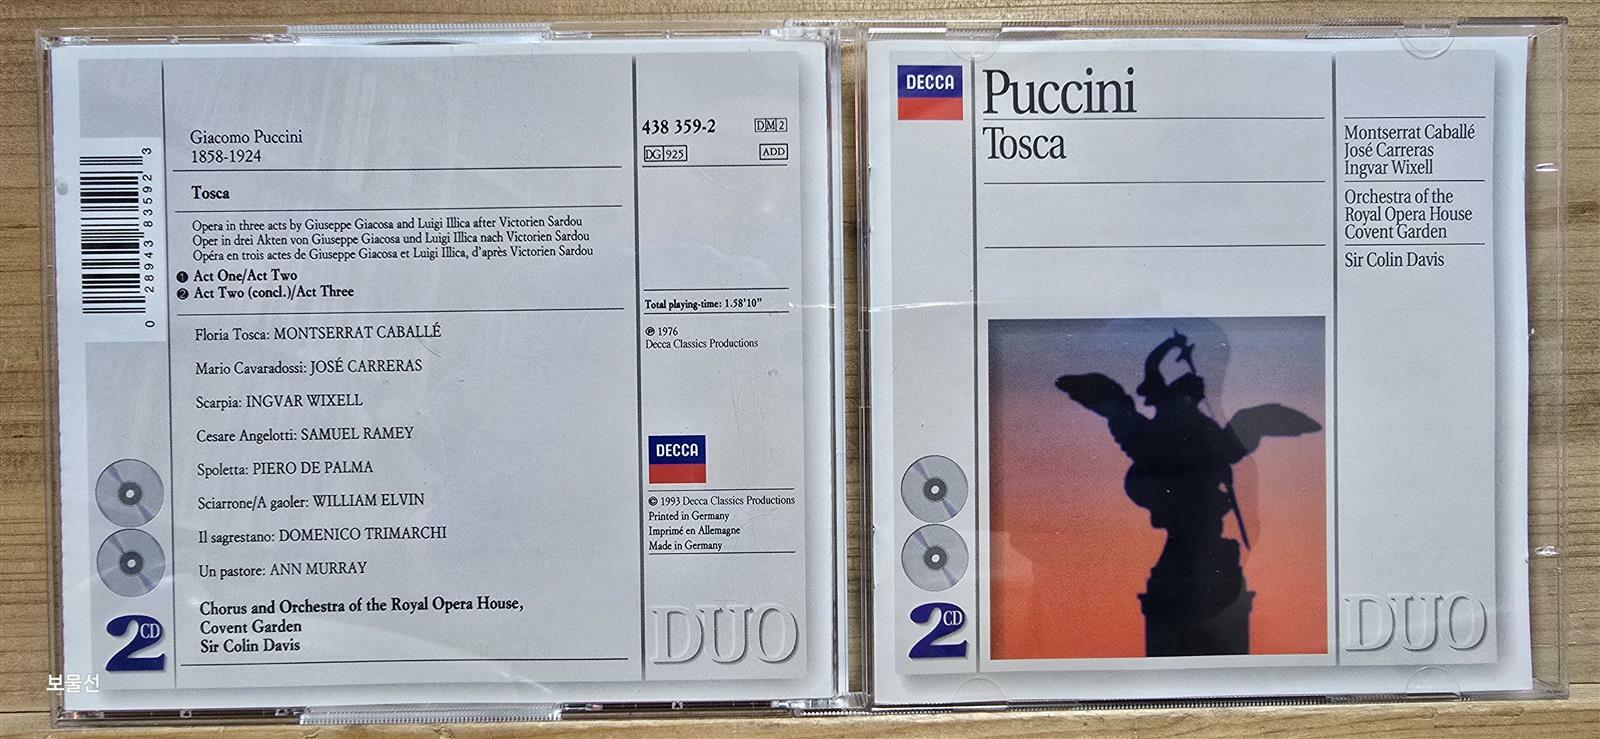 Giacomo Puccini
1858-1924
Tosca
Opera in three acts by Giuseppe Giacosa and Luigi Illica after Victorien Sardou
Oper in drei Akten von Giuseppe Giacosa und Luigi Illica nach Victorien Sardou
Opéra en trois actes de Giuseppe Giacosa et Luigi Illica, d'après Victorien Sardou
❶ Act One/Act Two
❷ Act Two (concl.)/Act Three
Floria Tosca: MONTSERRAT CABALLÉ
Mario Cavaradossi: JOSÉ CARRERAS
Scarpia: INGVAR WIXELL
Cesare Angelotti: SAMUEL RAMEY
Spoletta: PIERO DE PALMA
Sciarrone/A gaoler: WILLIAM ELVIN
Il sagrestano: DOMENICO TRIMARCHI
Un pastore: ANN MURRAY
Chorus and Orchestra of the Royal Opera House,
Covent Garden
Sir Colin Davis
0 28943 83592 3
2CD
438 359-2
DM2
DG 925
ADD
Total playing-time: 1.58'10"
℗ 1976
Decca Classics Productions
DECCA
© 1993 Decca Classics Productions
Printed in Germany
Imprimé en Allemagne
Made in Germany
DUO
보물선
DECCA
Puccini
Tosca
Montserrat Caballé
José Carreras
Ingvar Wixell
Orchestra of the
Royal Opera House
Covent Garden
Sir Colin Davis
2CD
DUO